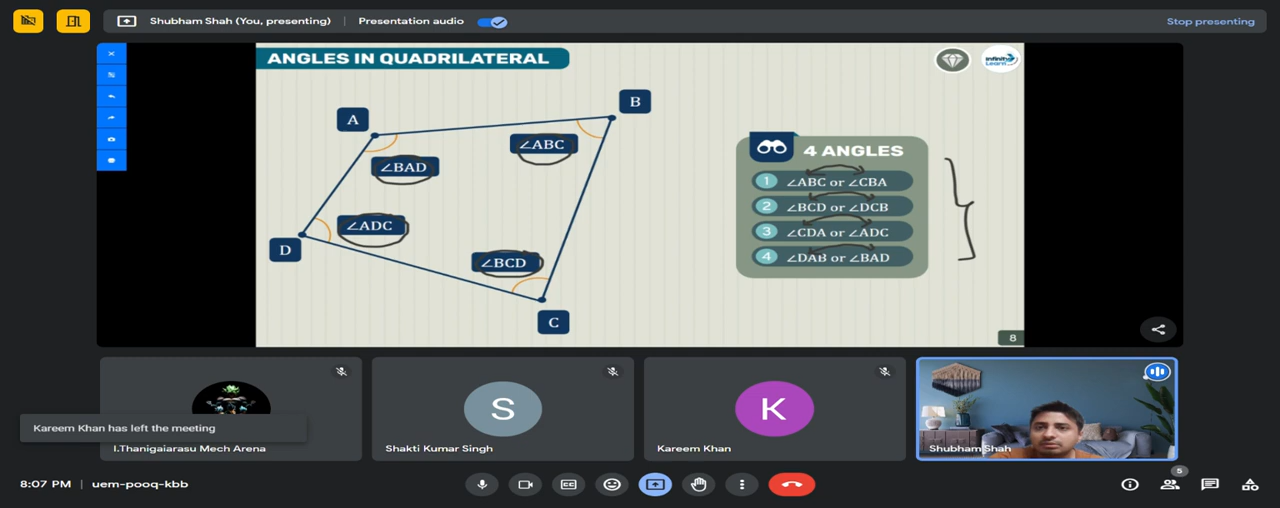 Shubham Shah (You, presenting) | Presentation audio
Stop presenting
ANGLES IN QUADRILATERAL
Infinity Learn
A
B
∠BAD
∠ABC
∠ADC
∠BCD
D
C
4 ANGLES
1 ∠ABC or ∠CBA
2 ∠BCD or ∠DCB
3 ∠CDA or ∠ADC
4 ∠DAB or ∠BAD
8
S
K
Kareem Khan has left the meeting
I.Thanigaiarasu Mech Arena
Shakti Kumar Singh
Kareem Khan
Shubham Shah
8:07 PM | uem-pooq-kbb
CC
5